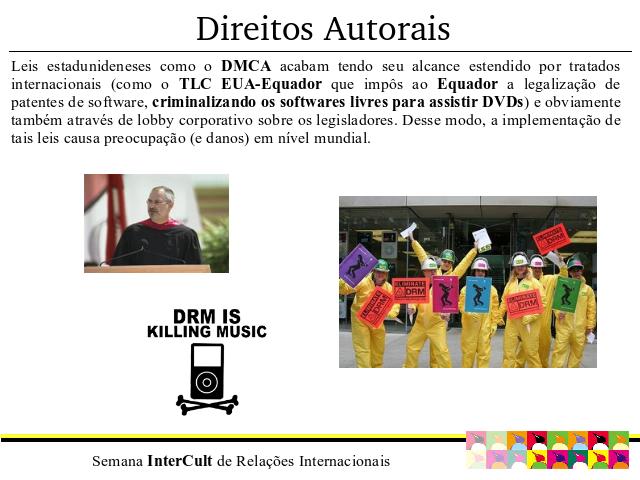 Direitos Autorais
Leis estadunideneses como o DMCA acabam tendo seu alcance estendido por tratados
internacionais (como o TLC EUA-Equador que impôs ao Equador a legalização de
patentes de software, criminalizando os softwares livres para assistir DVDs) e obviamente
também através de lobby corporativo sobre os legisladores. Desse modo, a implementação de
tais leis causa preocupação (e danos) em nível mundial.
ELIMINATE
DRM
ELIMINATE
DRM
ELIMINATE
DRM
DRM
DRM IS
KILLING MUSIC
Semana InterCult de Relações Internacionais